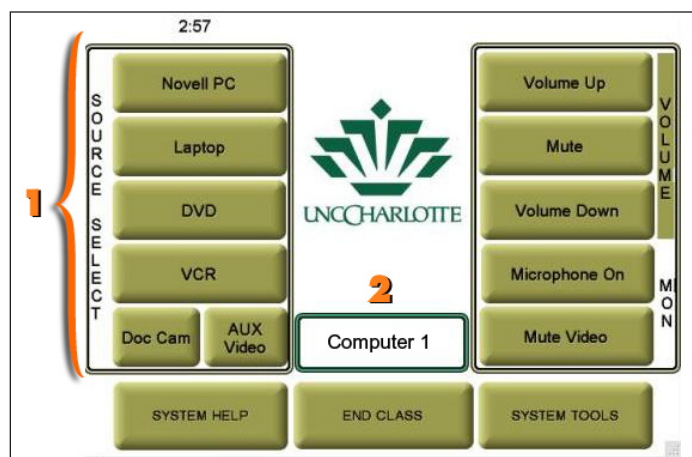 2:57
1
SOURCE SELECT
Novell PC
Laptop
DVD
VCR
Doc Cam
AUX
Video
UNCCHARLOTTE
2
Computer 1
Volume Up
Mute
Volume Down
VOLUME
Microphone On
Mute Video
MON
SYSTEM HELP
END CLASS
SYSTEM TOOLS